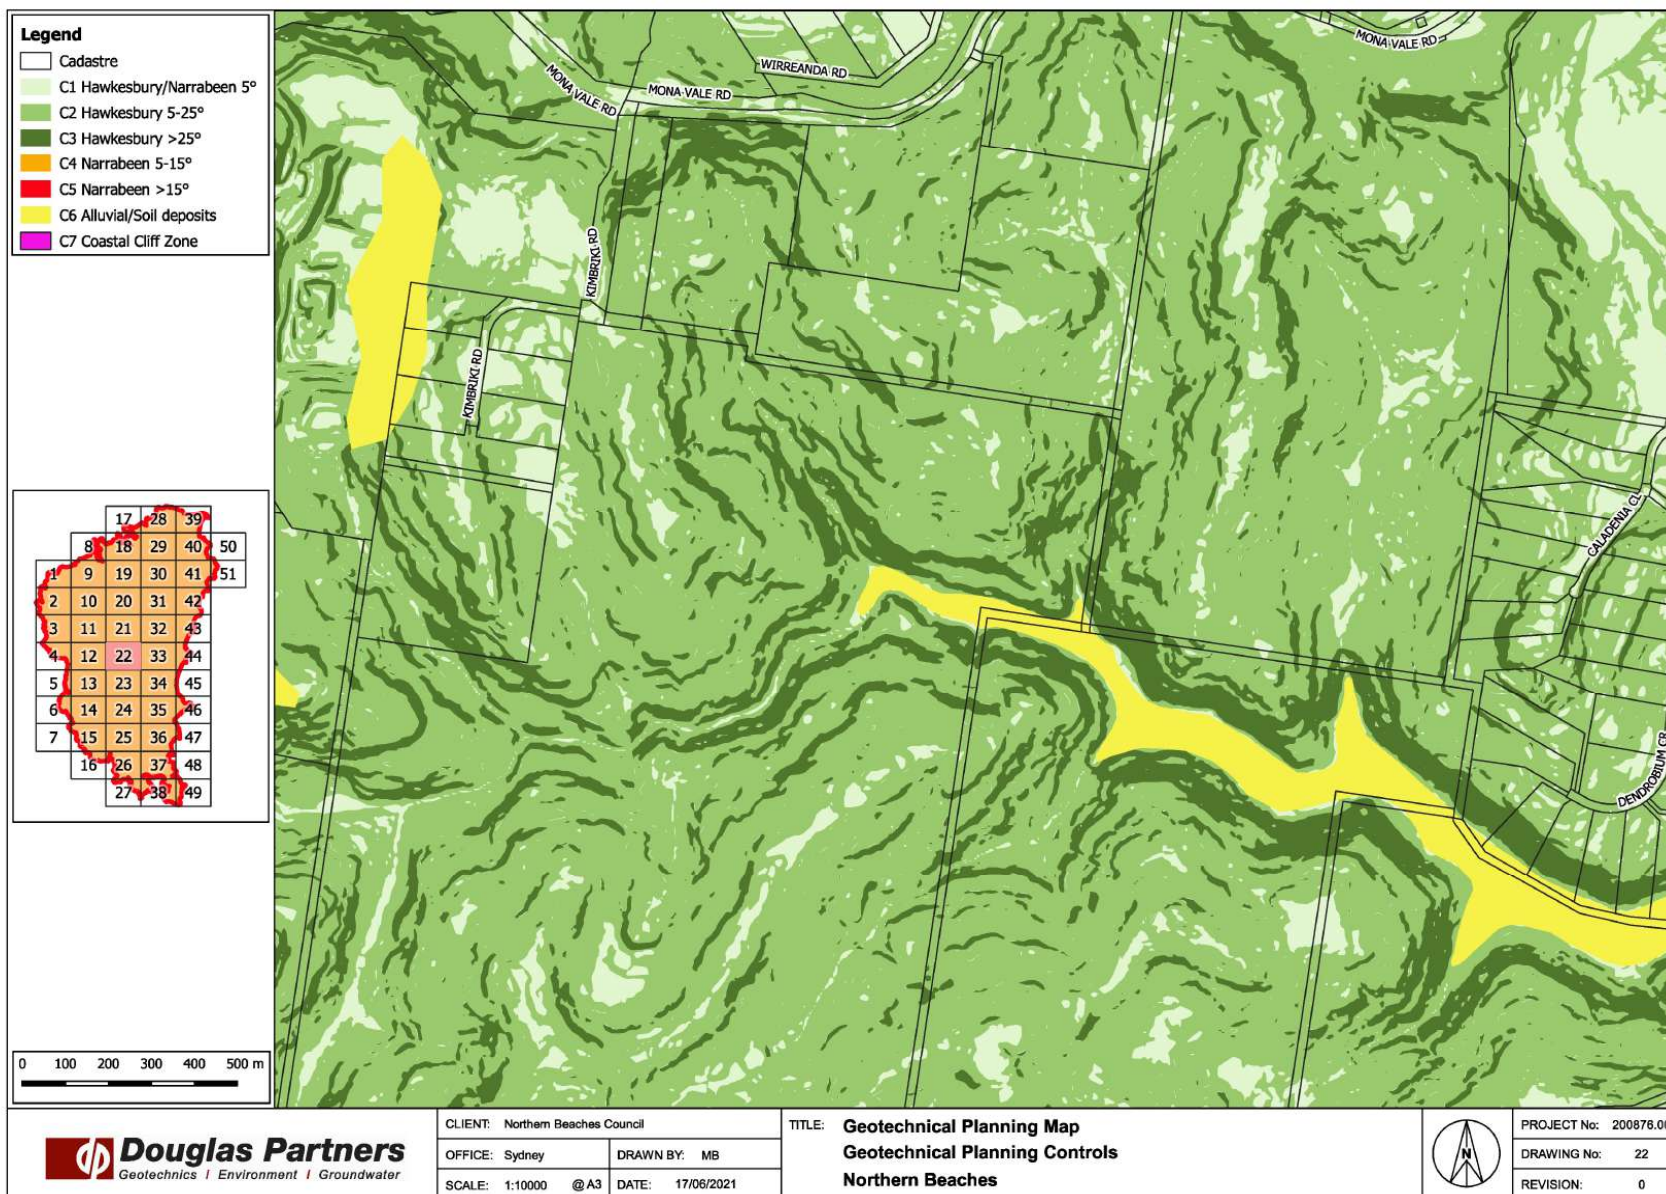 Legend
Cadastre
C1 Hawkesbury/Narrabeen 5°
C2 Hawkesbury 5-25°
C3 Hawkesbury >25°
C4 Narrabeen 5-15°
C5 Narrabeen >15°
C6 Alluvial/Soil deposits
C7 Coastal Cliff Zone
MONA VALE RD
WIRREANDA RD
MONA VALE RD
MONA VALE RD
KIMBRIKI RD
KIMBRIKI RD
CALADENIA CL
DENDROBIUM CR
17 28 39
8 18 29 40 50
1 9 19 30 41 51
2 10 20 31 42
3 11 21 32 43
4 12 22 33 44
5 13 23 34 45
6 14 24 35 46
7 15 25 36 47
16 26 37 48
27 38 49
0 100 200 300 400 500 m
Douglas Partners
Geotechnics / Environment / Groundwater
CLIENT: Northern Beaches Council
OFFICE: Sydney
DRAWN BY: MB
SCALE: 1:10000 @A3
DATE: 17/06/2021
TITLE: Geotechnical Planning Map
Geotechnical Planning Controls
Northern Beaches
N
PROJECT No:
DRAWING No: 22
REVISION: 0